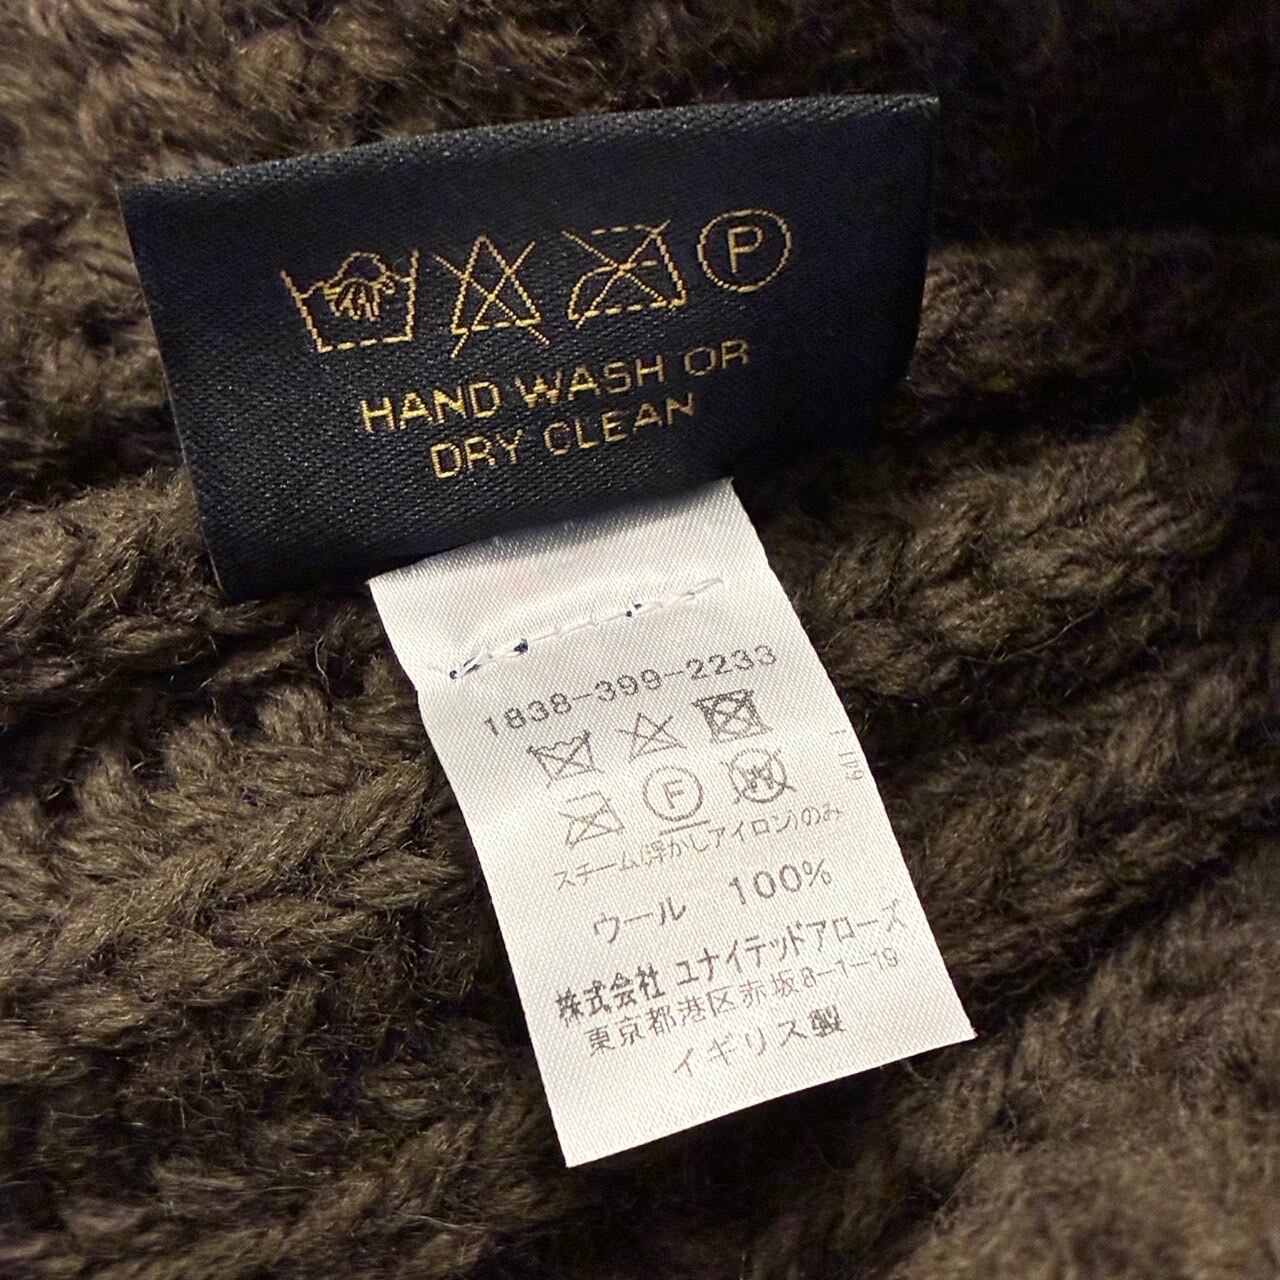 P
HAND WASH OR
DRY CLEAN
1838-399-2233
F
W
スチーム(浮かしアイロン)のみ
ウール 100%
株式会社 ユナイテッドアローズ
東京都港区赤坂8-1-19
イギリス製